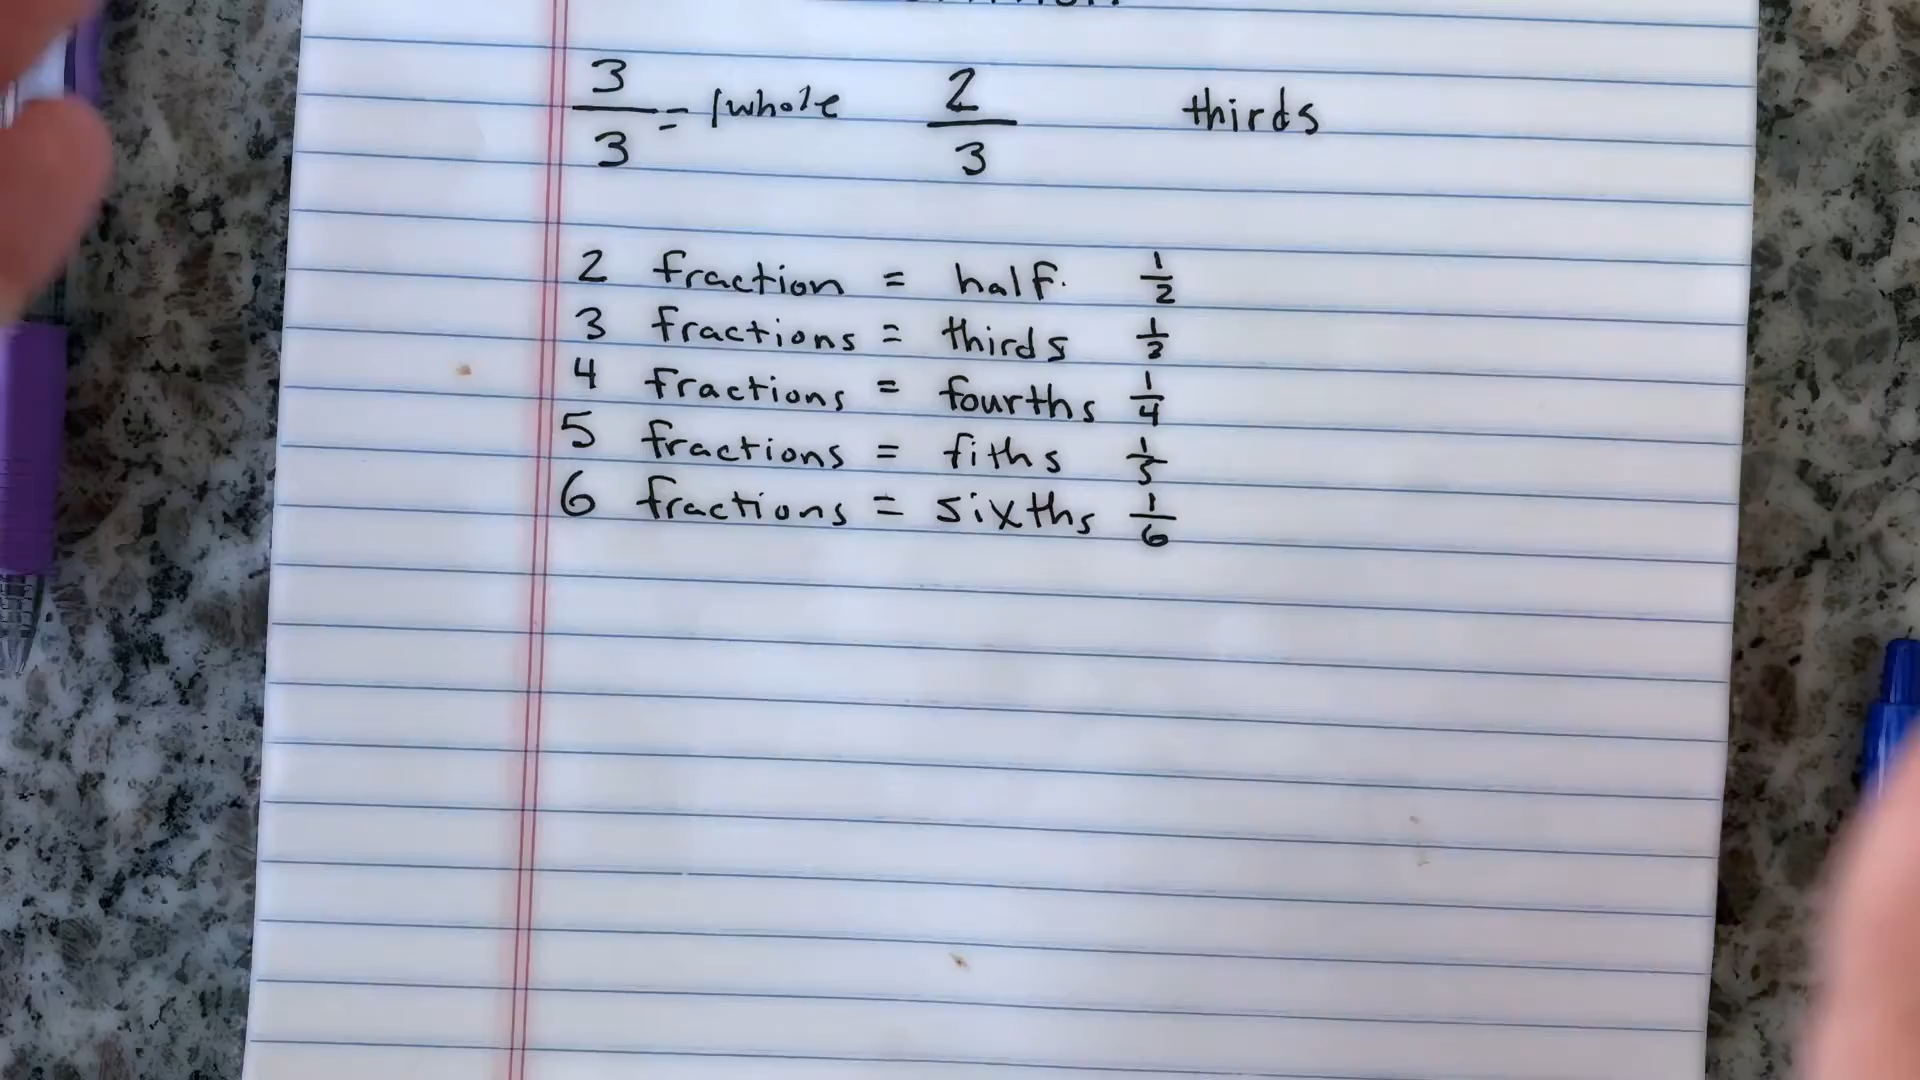 3/3 = 1 whole 2/3 thirds
2 fraction = half. 1/2
3 fractions = thirds 1/3
4 fractions = fourths 1/4
5 fractions = fiths 1/5
6 fractions = sixths 1/6